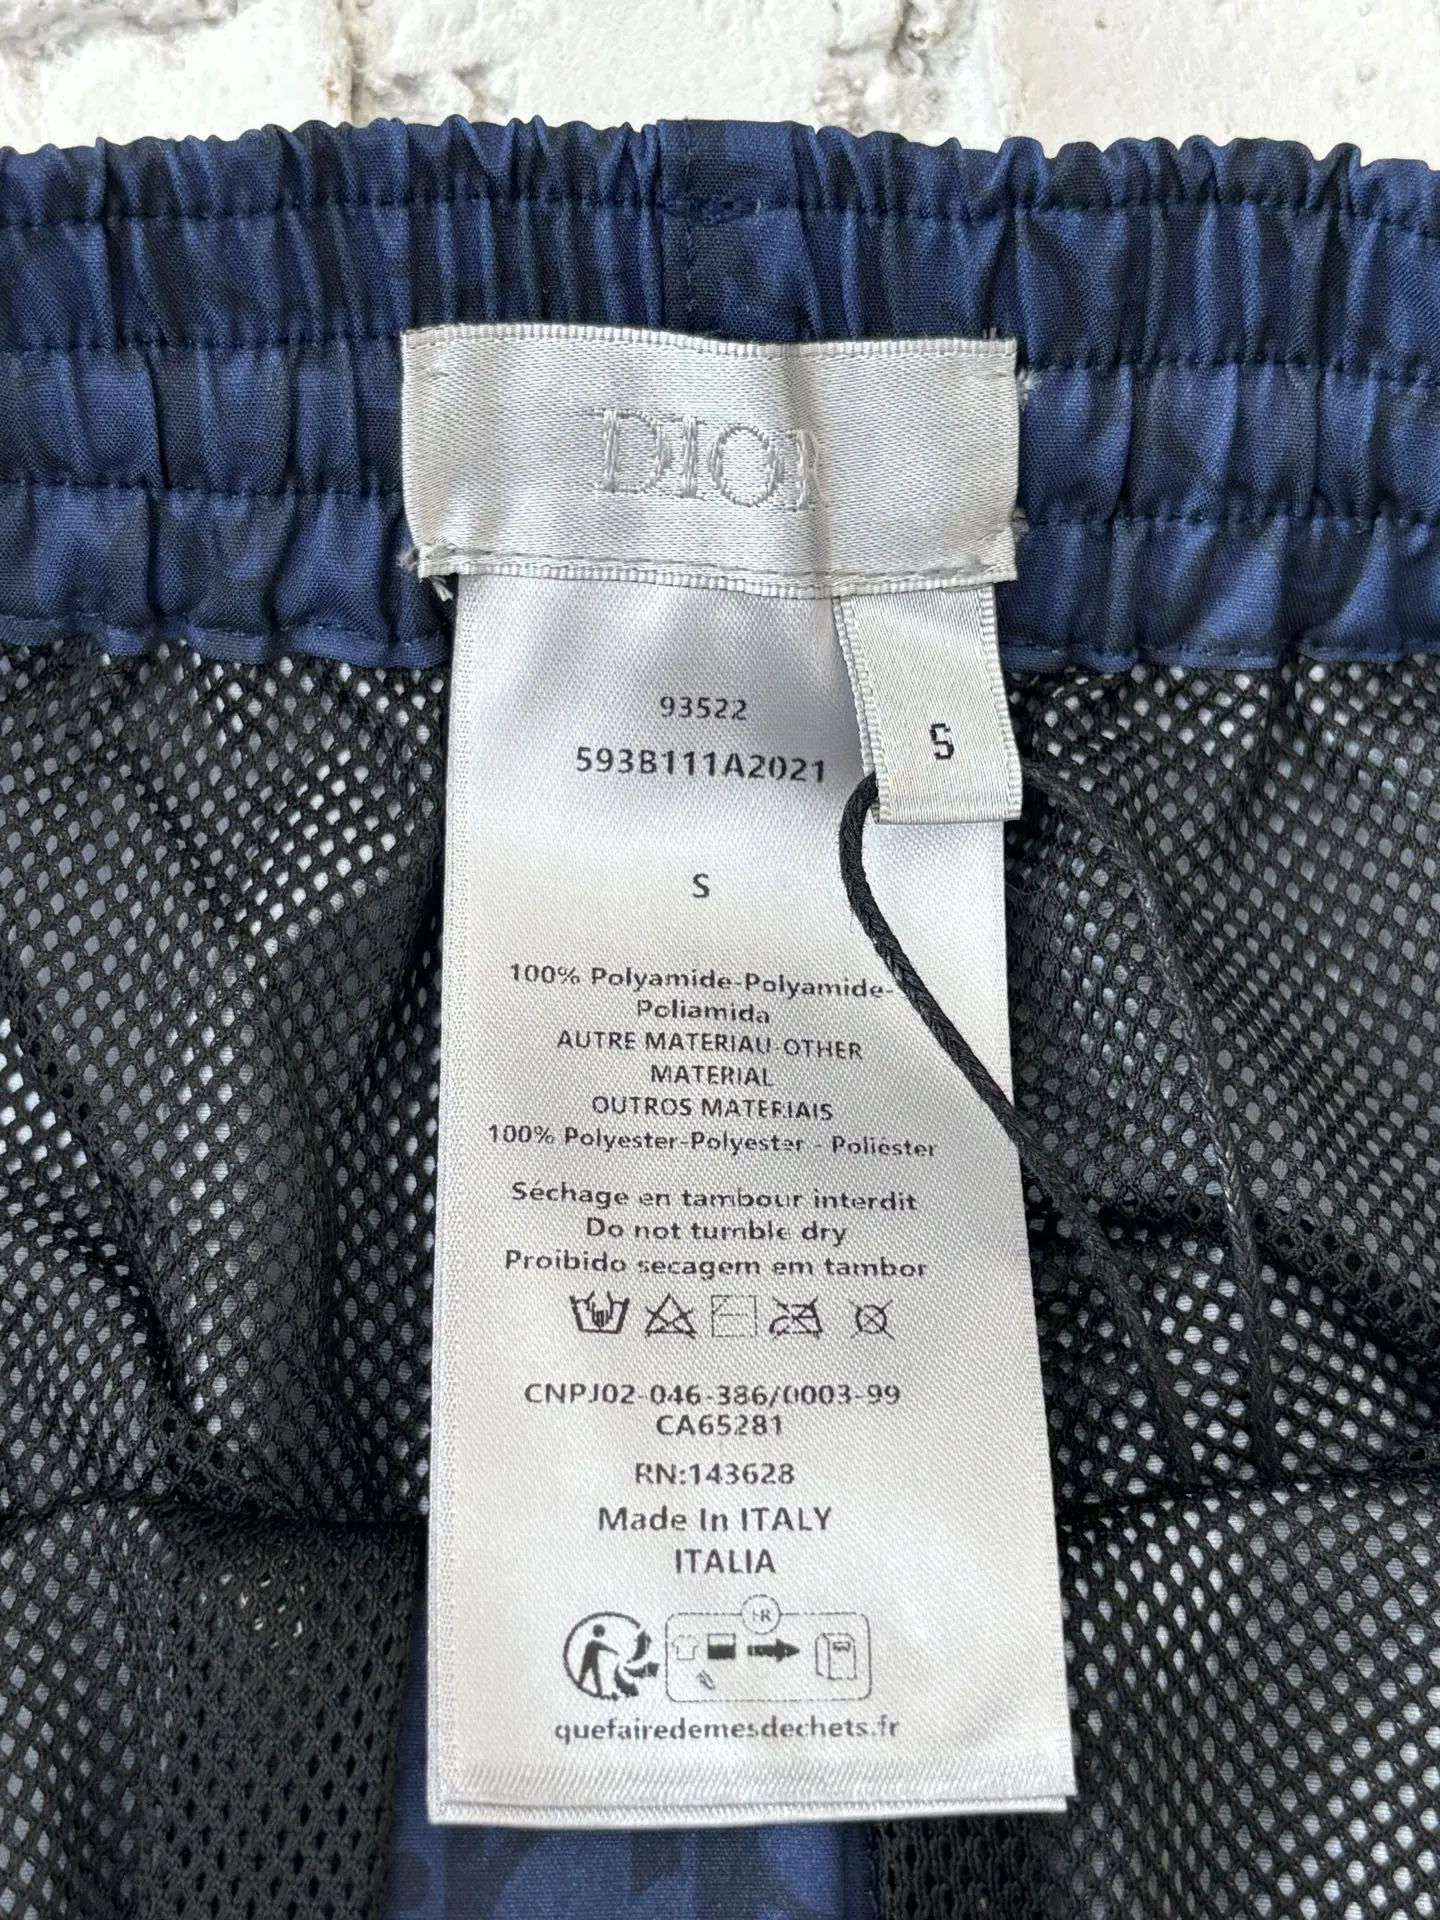 DIOR
S
93522
593B111A2021
S
100% Polyamide-Polyamide-
Poliamida
AUTRE MATERIAU-OTHER
MATERIAL
OUTROS MATERIAIS
100% Polyester-Polyester - Poliéster
Séchage en tambour interdit
Do not tumble dry
Proibido secagem em tambor
CNPJ02-046-386/0003-99
CA65281
RN:143628
Made In ITALY
ITALIA
FR
quefairedemesdechets.fr